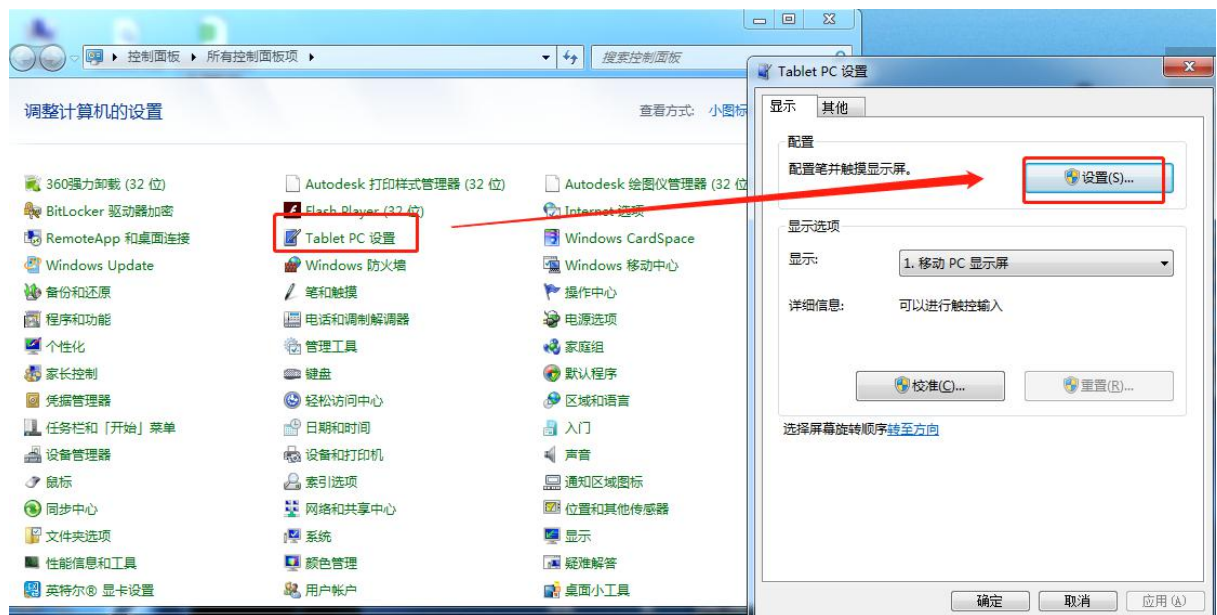 控制面板 ▸ 所有控制面板项 ▸
搜索控制面板
调整计算机的设置
查看方式: 小图标
360强力卸载 (32 位)
Autodesk 打印样式管理器 (32 位)
Autodesk 绘图仪管理器 (32 位
BitLocker 驱动器加密
Flash Player (32 位)
Internet 选项
RemoteApp 和桌面连接
Tablet PC 设置
Windows CardSpace
Windows Update
Windows 防火墙
Windows 移动中心
备份和还原
笔和触摸
操作中心
程序和功能
电话和调制解调器
电源选项
个性化
管理工具
家庭组
家长控制
键盘
默认程序
凭据管理器
轻松访问中心
区域和语言
任务栏和「开始」菜单
日期和时间
入门
设备管理器
设备和打印机
声音
鼠标
索引选项
通知区域图标
同步中心
网络和共享中心
位置和其他传感器
文件夹选项
系统
显示
性能信息和工具
颜色管理
疑难解答
英特尔® 显卡设置
用户帐户
桌面小工具
Tablet PC 设置
显示 其他
配置
配置笔并触摸显示屏。
设置(S)...
显示选项
显示:
1. 移动 PC 显示屏
详细信息:
可以进行触控输入
校准(C)...
重置(R)...
选择屏幕旋转顺序转至方向
确定 取消 应用(A)